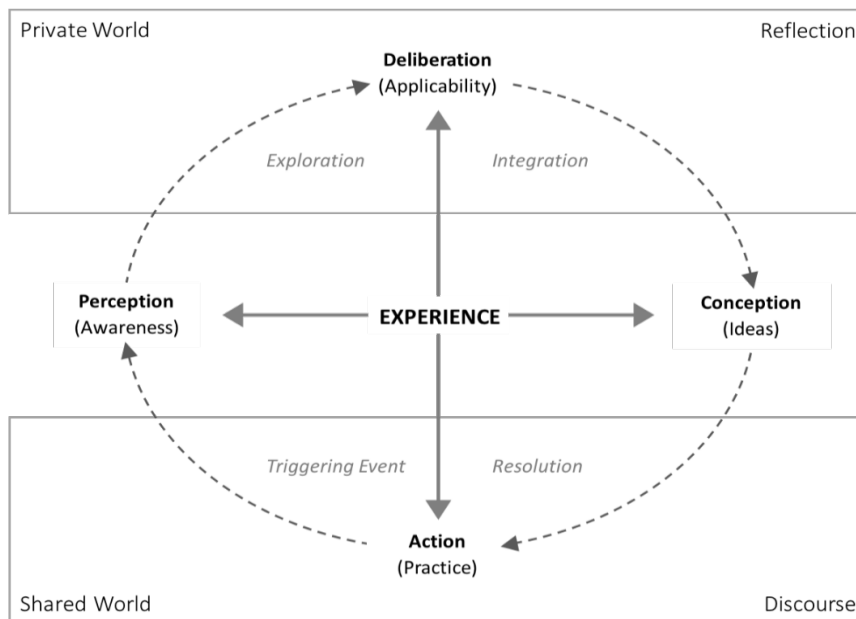 Private World
Reflection
Deliberation
(Applicability)
Exploration
Integration
Perception
(Awareness)
EXPERIENCE
Conception
(Ideas)
Triggering Event
Resolution
Action
(Practice)
Shared World
Discourse